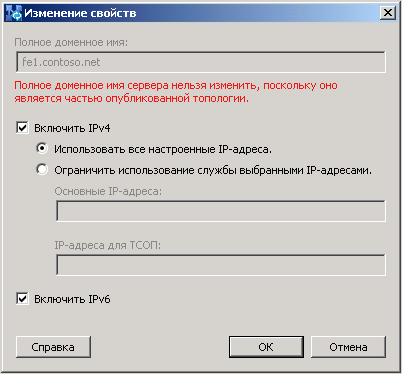 Изменение свойств
Полное доменное имя:
fe1.contoso.net
Полное доменное имя сервера нельзя изменить, поскольку оно
является частью опубликованной топологии.
Включить IPv4
Использовать все настроенные IP-адреса.
Ограничить использование службы выбранными IP-адресами.
Основные IP-адреса:
IP-адреса для ТСОП:
Включить IPv6
Справка
ОК
Отмена